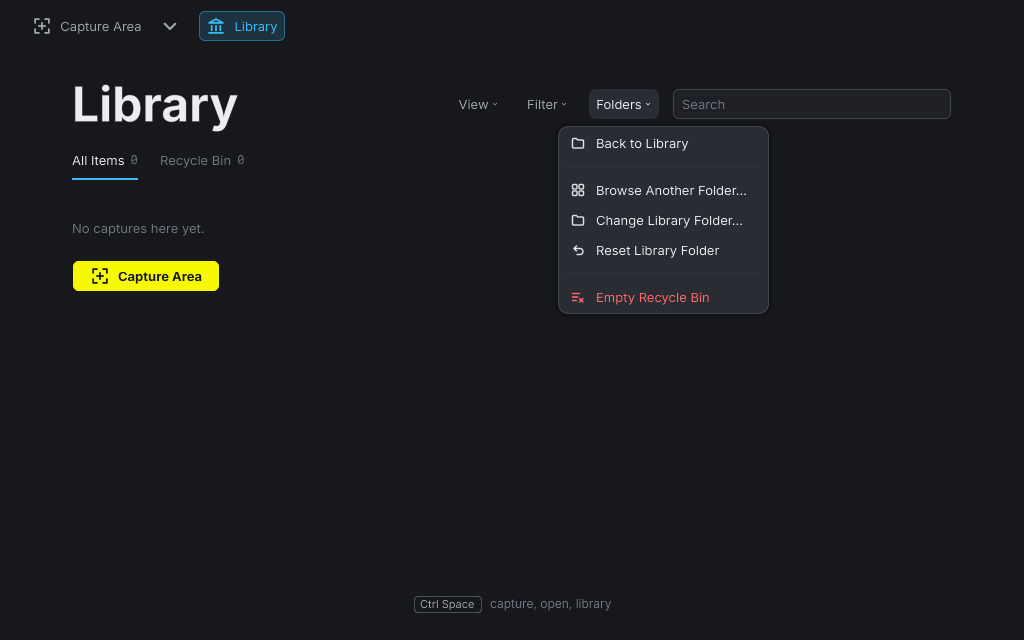 Capture Area
Library
Library
View
Filter
Folders
Search
All Items 0
Recycle Bin 0
No captures here yet.
Capture Area
Back to Library
Browse Another Folder...
Change Library Folder...
Reset Library Folder
Empty Recycle Bin
Ctrl Space capture, open, library